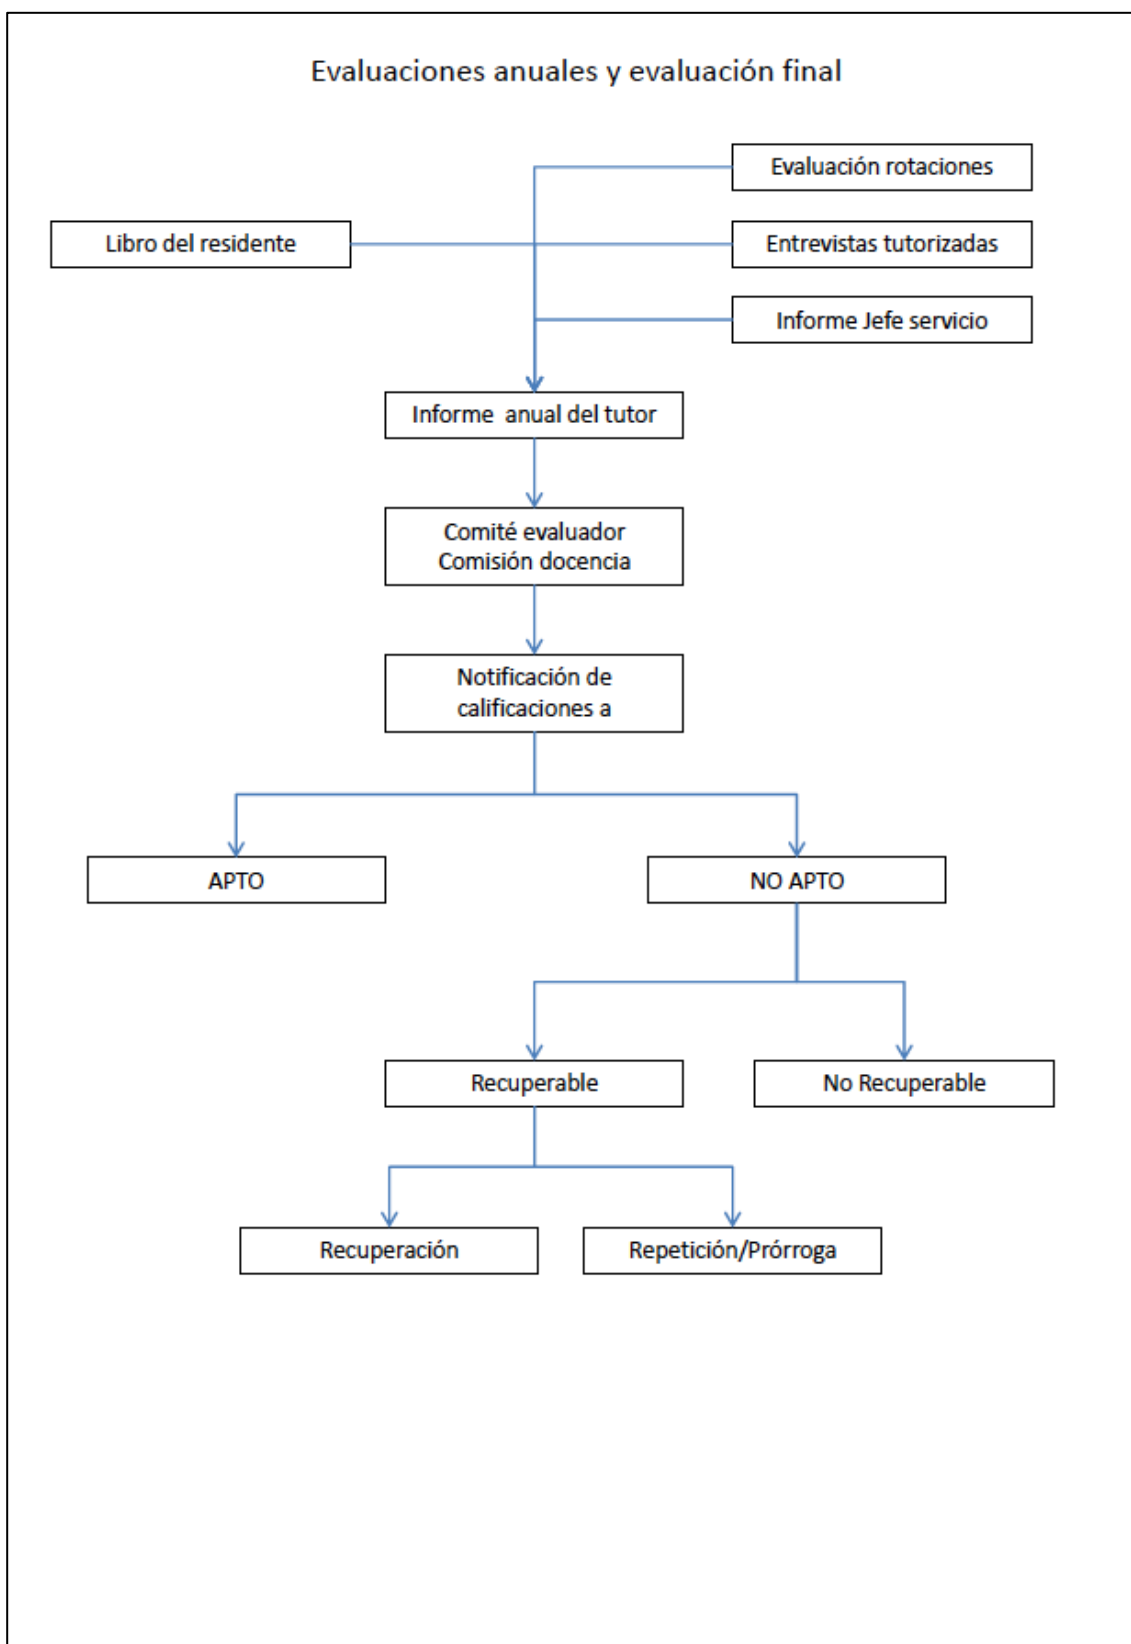 Evaluaciones anuales y evaluación final
Evaluación rotaciones
Libro del residente
Entrevistas tutorizadas
Informe Jefe servicio
Informe anual del tutor
Comité evaluador
Comisión docencia
Notificación de
calificaciones a
APTO
NO APTO
Recuperable
No Recuperable
Recuperación
Repetición/Prórroga